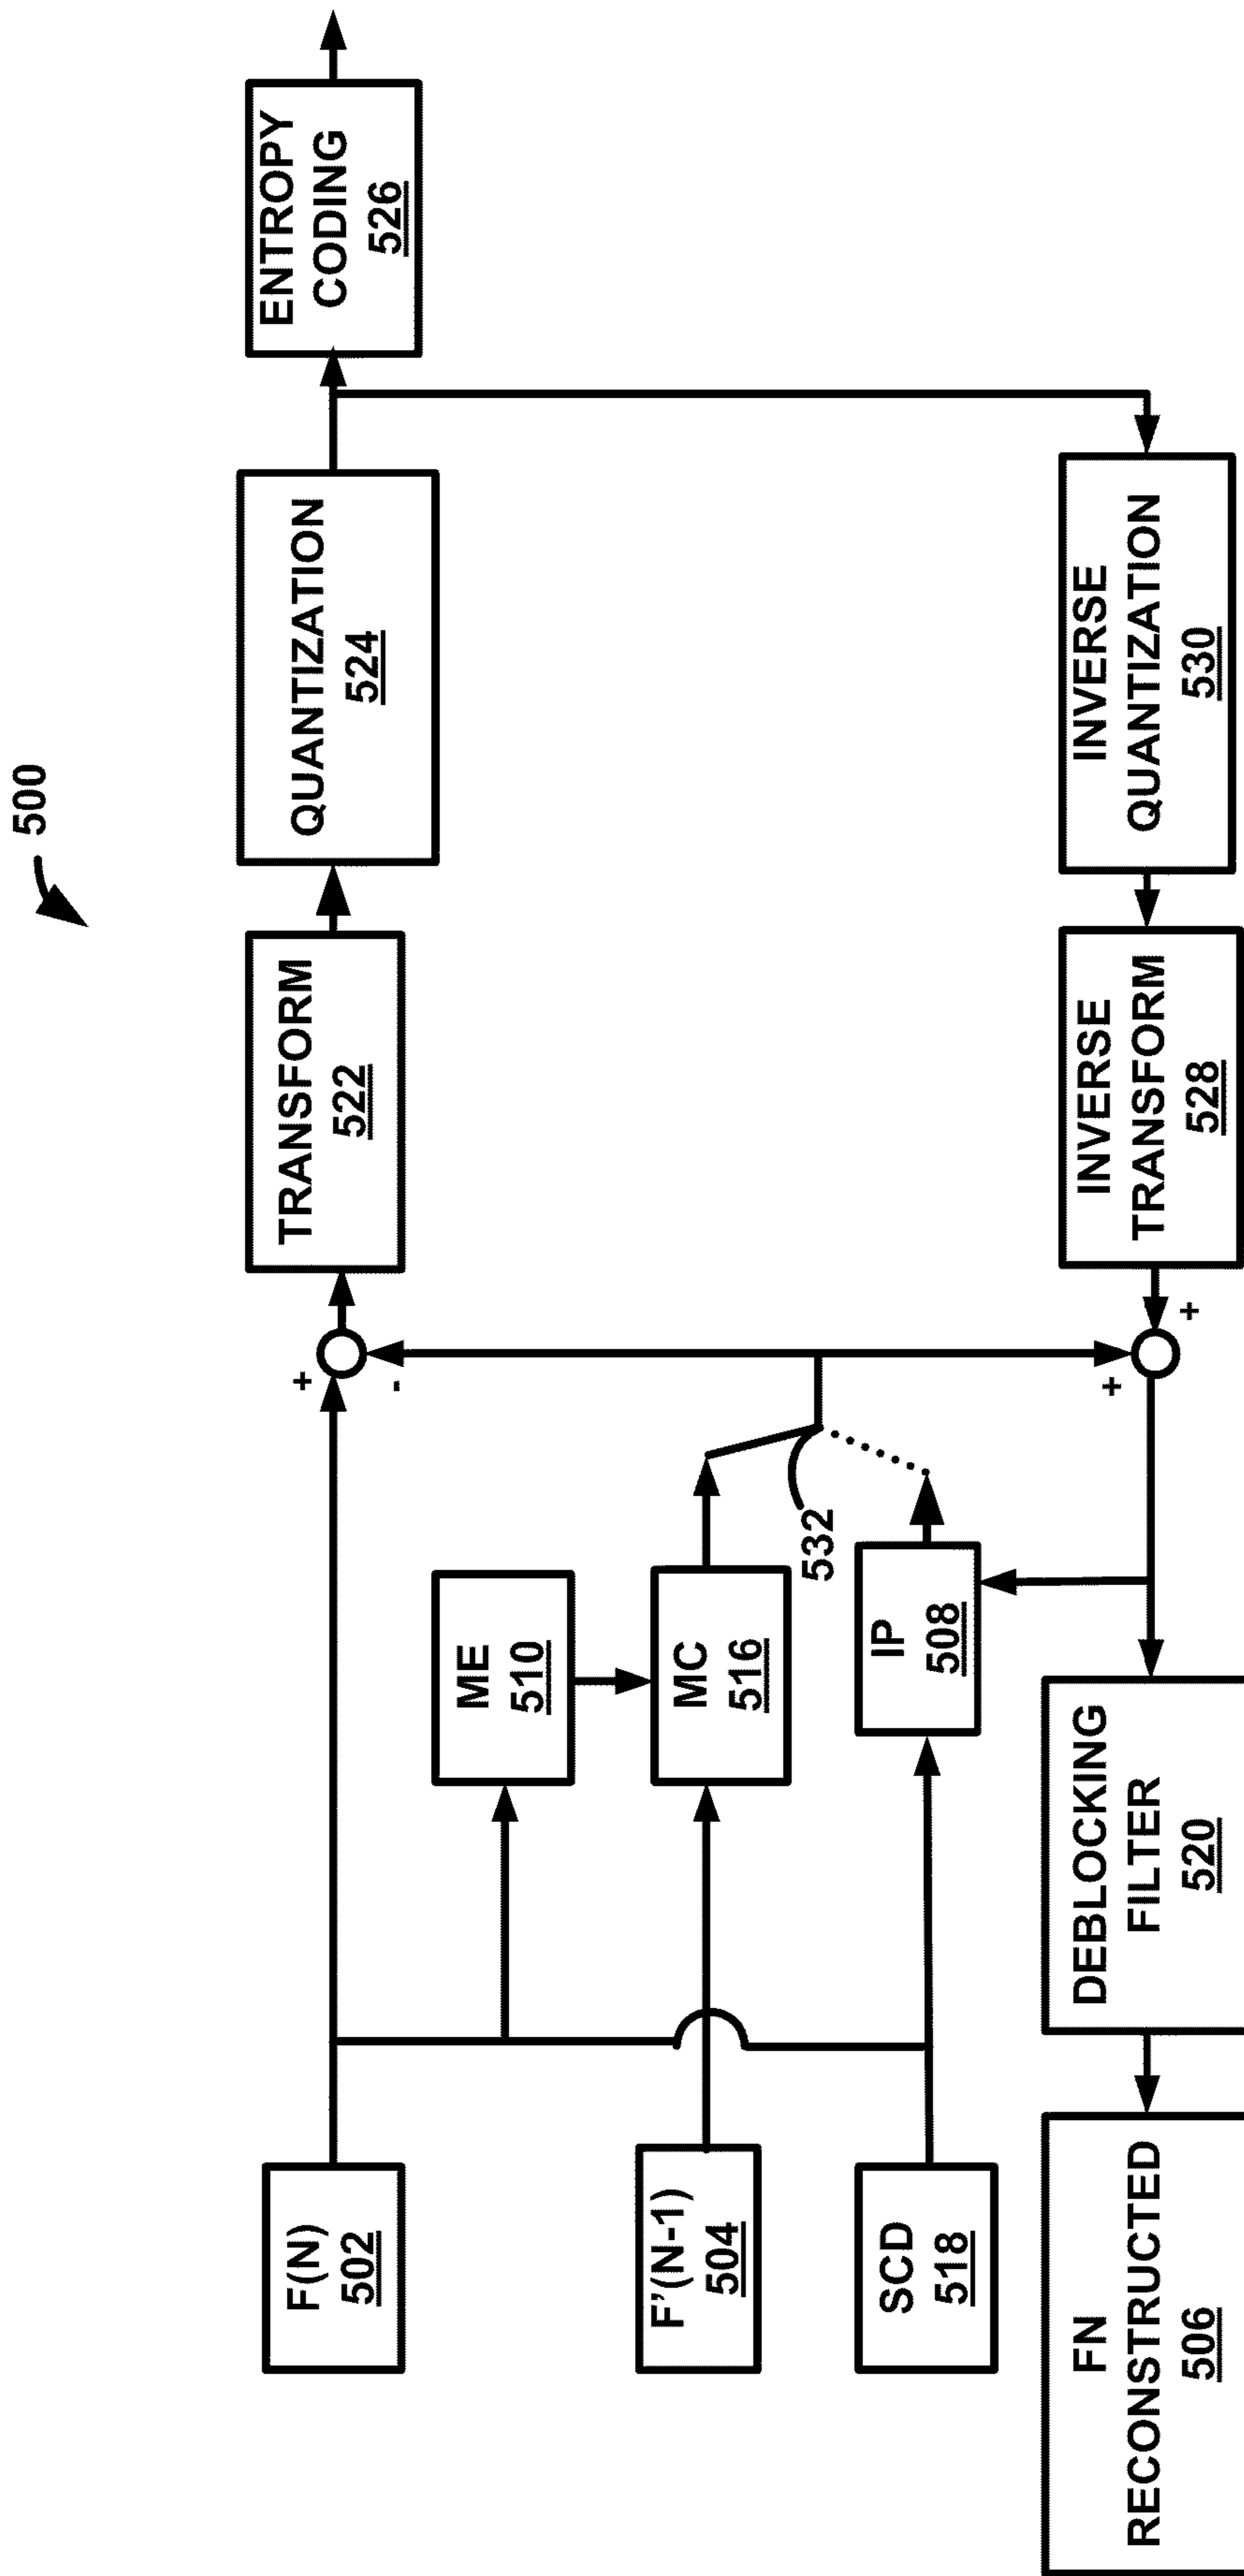 500
F(N)
502
TRANSFORM
522
QUANTIZATION
524
ENTROPY
CODING
526
+
-
ME
510
F'(N-1)
504
MC
516
532
SCD
518
IP
508
+
+
FN
RECONSTRUCTED
506
DEBLOCKING
FILTER
520
INVERSE
TRANSFORM
528
INVERSE
QUANTIZATION
530